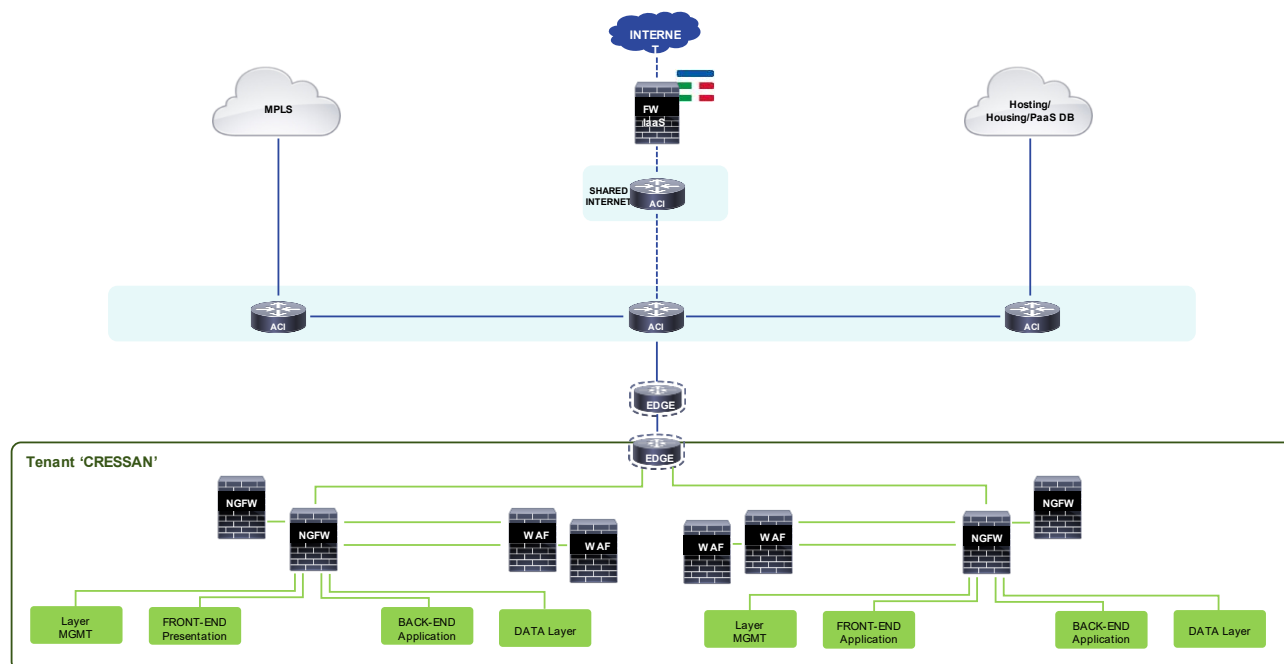 INTERNE
T
MPLS
FW
IaaS
Hosting/
Housing/PaaS DB
SHARED
INTERNET
ACI
ACI
ACI
ACI
EDGE
EDGE
Tenant ‘CRESSAN’
NGFW
NGFW
WAF
WAF
WAF
WAF
NGFW
NGFW
Layer
MGMT
FRONT-END
Presentation
BACK-END
Application
DATA Layer
Layer
MGMT
FRONT-END
Application
BACK-END
Application
DATA Layer